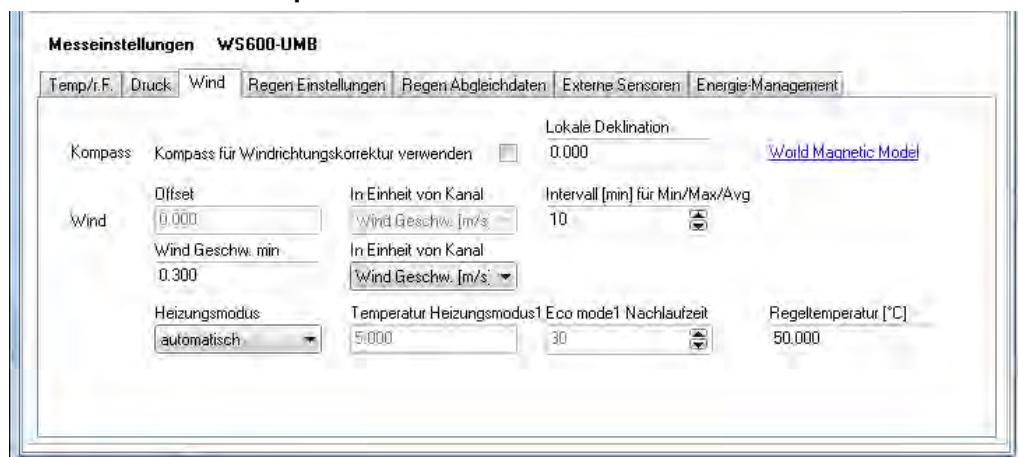 Messeinstellungen WS600-UMB
Temp/r.F. Druck Wind Regen Einstellungen Regen Abgleichdaten Externe Sensoren Energie-Management
Lokale Deklination
Kompass Kompass für Windrichtungskorrektur verwenden 0.000 World Magnetic Model
Offset In Einheit von Kanal Intervall [min] für Min/Max/Avg
Wind 0.000 Wind Geschw. [m/s 10
Wind Geschw. min In Einheit von Kanal
0.300 Wind Geschw. [m/s]
Heizungsmodus Temperatur Heizungsmodus1 Eco mode1 Nachlaufzeit Regeltemperatur [°C]
automatisch 5.000 30 50.000